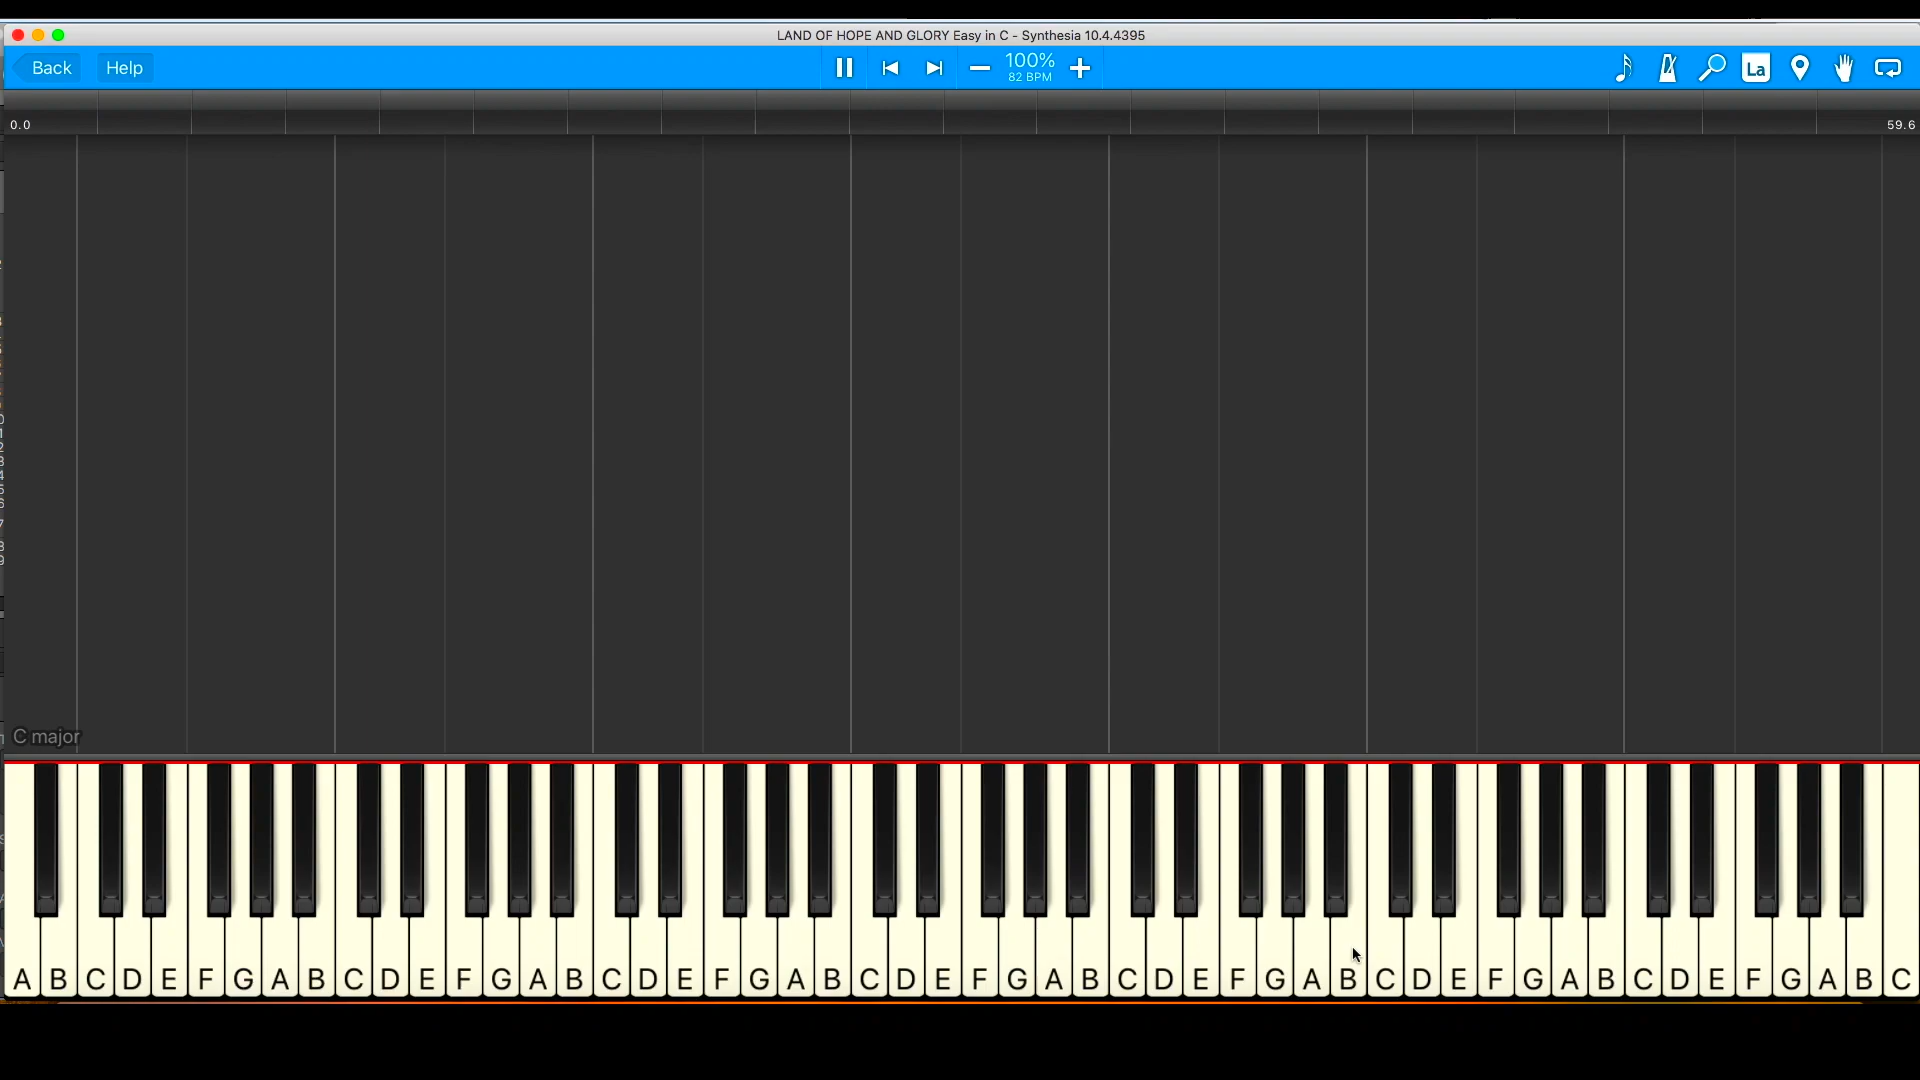 LAND OF HOPE AND GLORY Easy in C - Synthesia 10.4.4395
Back Help 100% La
82 BPM
0.0 59.6
C major
A B C D E F G A B C D E F G A B C D E F G A B C D E F G A B C D E F G A B C D E F G A B C D E F G A B C